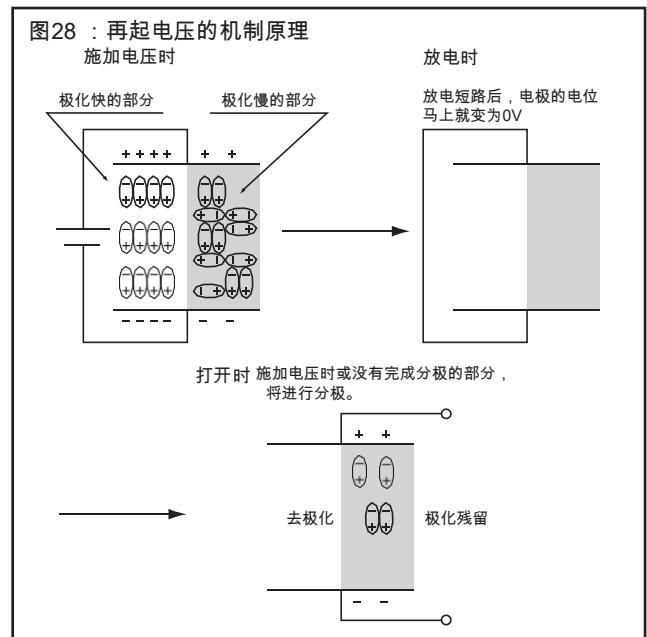 图28 ：再起电压的机制原理
施加电压时
放电时
极化快的部分
极化慢的部分
放电短路后，电极的电位
马上就变为0V
+ + + + + +
- - - - - -
打开时 施加电压时或没有完成分极的部分，
将进行分极。
+ +
去极化
极化残留
- -